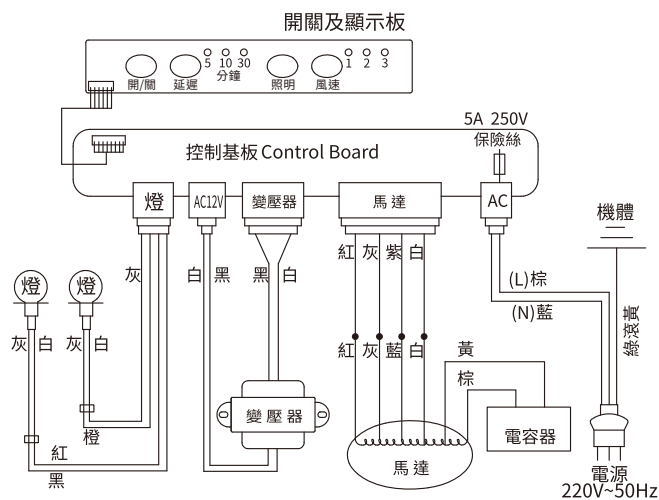 開關及顯示板
5 10 30 1 2 3
開/關 延遲 分鐘 照明 風速
5A 250V
保險絲
控制基板 Control Board
燈 AC12V 變壓器 馬達 AC
機體
灰 白 黑 黑 白 紅 灰 紫 白
(L)棕
燈 燈
(N)藍
綠滾黃
灰 白 灰 白 紅 灰 藍 白 黃
棕
變壓器
橙
電容器
紅
馬達
黑
電源
220V~50Hz